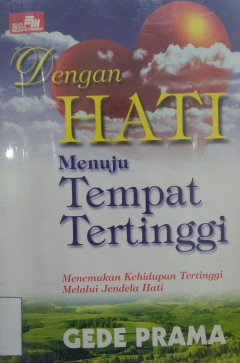 Dengan
HATI
Menuju
Tempat
Tertinggi
Menemukan Kehidupan Tertinggi
Melalui Jendela Hati
GEDE PRAMA